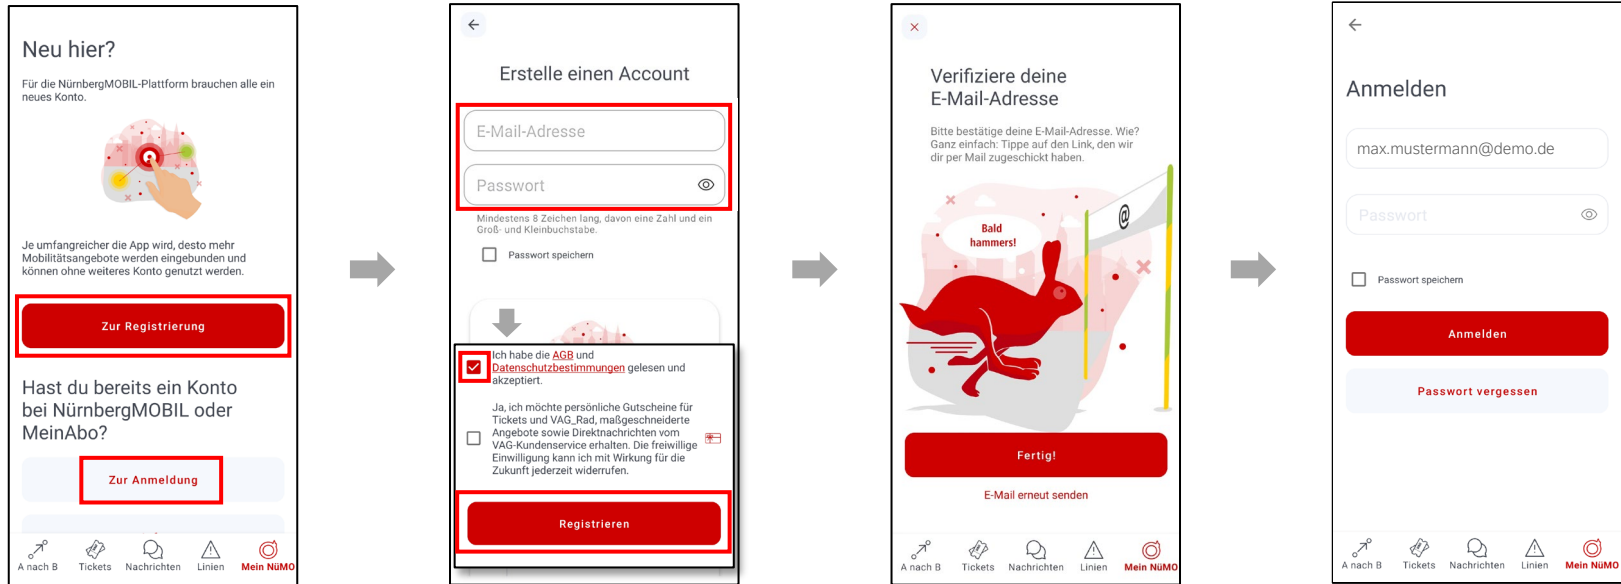 Neu hier?
Für die NürnbergMOBIL-Plattform brauchen alle ein
neues Konto.
Je umfangreicher die App wird, desto mehr
Mobilitätsangebote werden eingebunden und
können ohne weiteres Konto genutzt werden.
Zur Registrierung
Hast du bereits ein Konto
bei NürnbergMOBIL oder
MeinAbo?
Zur Anmeldung
A nach B
Tickets
Nachrichten
Linien
Mein NüMO
Erstelle einen Account
E-Mail-Adresse
Passwort
Mindestens 8 Zeichen lang, davon eine Zahl und ein
Groß- und Kleinbuchstabe.
Passwort speichern
Ich habe die AGB und
Datenschutzbestimmungen gelesen und
akzeptiert.
Ja, ich möchte persönliche Gutscheine für
Tickets und VAG_Rad, maßgeschneiderte
Angebote sowie Direktnachrichten vom
VAG-Kundenservice erhalten. Die freiwillige
Einwilligung kann ich mit Wirkung für die
Zukunft jederzeit widerrufen.
Registrieren
Verifiziere deine
E-Mail-Adresse
Bitte bestätige deine E-Mail-Adresse. Wie?
Ganz einfach: Tippe auf den Link, den wir
dir per Mail zugeschickt haben.
@
Bald
hammers!
Fertig!
E-Mail erneut senden
A nach B
Tickets
Nachrichten
Linien
Mein NüMO
Anmelden
max.mustermann@demo.de
Passwort
Passwort speichern
Anmelden
Passwort vergessen
A nach B
Tickets
Nachrichten
Linien
Mein NüMO